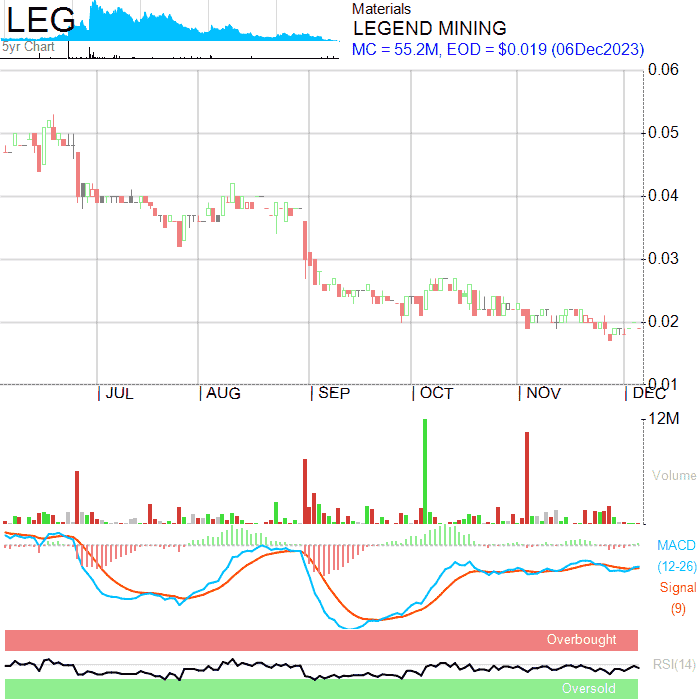 LEG
5yr Chart
Materials
LEGEND MINING
MC = 55.2M, EOD = $0.019 (06Dec2023)
0.06
0.05
0.04
0.03
0.02
0.01
JUL AUG SEP OCT NOV DEC
12M
Volume
MACD
(12-26)
Signal
(9)
Overbought
RSI(14)
Oversold